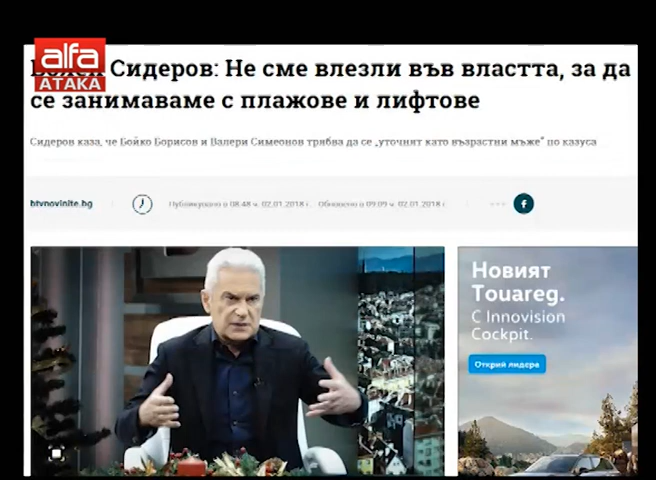 alfa
АТАКА
Сидеров: Не сме влезли във властта, за да
се занимаваме с плажове и лифтове
Сидеров каза, че Бойко Борисов и Валери Симеонов трябва да се „уточнят като възрастни мъже“ по казуса
btvnovinite.bg
Публикувано в 08:48 ч. 02.01.2018 г.
Обновено в 09:09 ч. 02.01.2018 г.
f
Новият
Touareg.
С Innovision
Cockpit.
Открий лидера